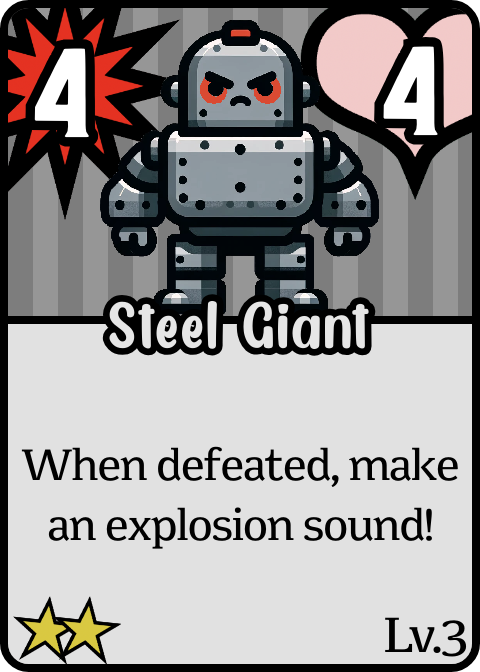 4
4
Steel Giant
When defeated, make
an explosion sound!
Lv.3